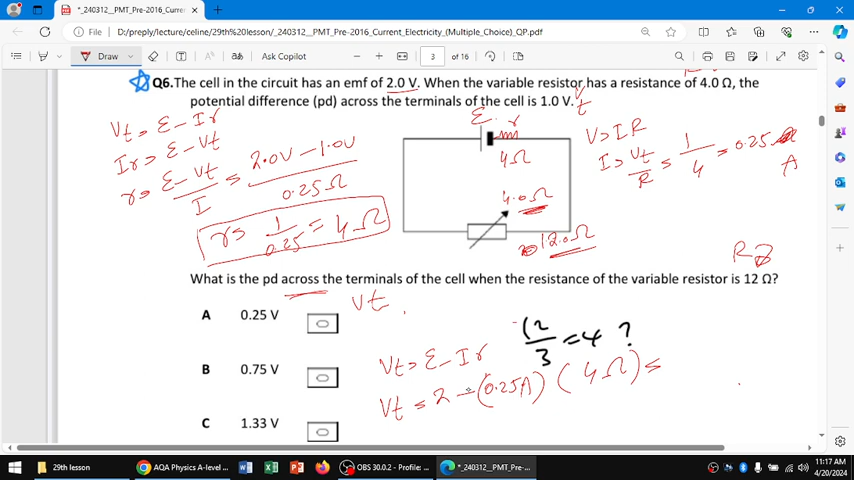 *_240312__PMT_Pre-2016_Curre
File
D:/preply/lecture/celine/29th%20lesson/_240312__PMT_Pre-2016_Current_Electricity_(Multiple_Choice)_QP.pdf
Draw
Ask Copilot
3
of 16
Q6.The cell in the circuit has an emf of 2.0 V. When the variable resistor has a resistance of 4.0 Ω, the
potential difference (pd) across the terminals of the cell is 1.0 V.
Vt
Vt = ε - Ir
Ir = ε - Vt
r = ε - Vt / I = 2.0V - 1.0V / 0.25Ω
r = 1 / 0.25 = 4Ω
ε r
4Ω
4.0Ω
12.0Ω
V = IR
I = Vt / R = 1 / 4 = 0.25 A
R
What is the pd across the terminals of the cell when the resistance of the variable resistor is 12 Ω?
Vt
A 0.25 V
12 / 3 = 4 ?
Vt = ε - Ir
B 0.75 V
Vt = 2 - (0.25A) (4Ω) =
C 1.33 V
29th lesson
AQA Physics A-level ...
OBS 30.0.2 - Profile: ...
*_240312__PMT_Pre-...
11:17 AM
4/20/2024